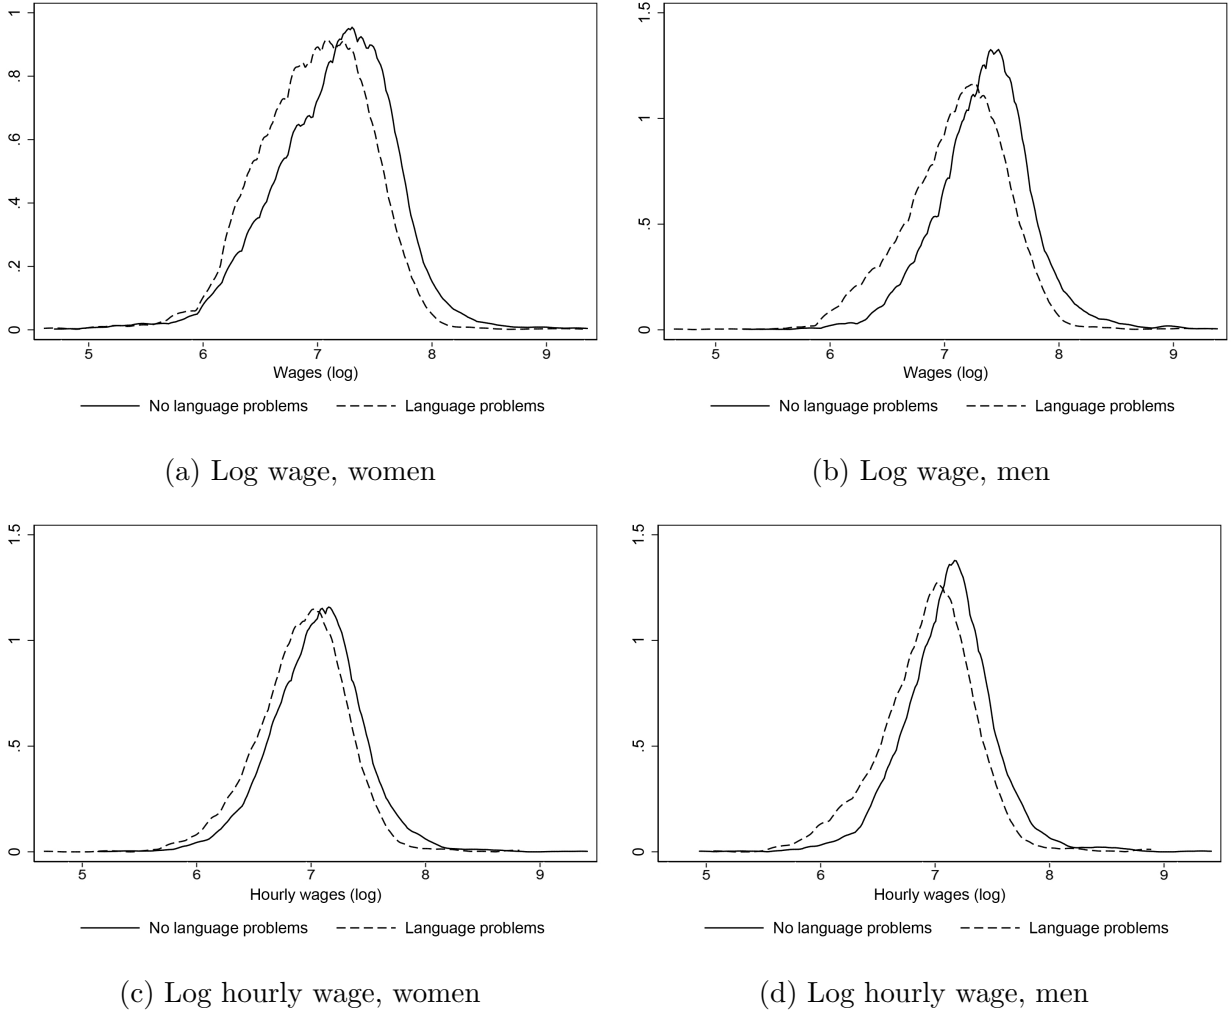 1
.8
.6
.4
.2
0
5 6 7 8 9
Wages (log)
No language problems Language problems
(a) Log wage, women
1.5
1
.5
0
5 6 7 8 9
Wages (log)
No language problems Language problems
(b) Log wage, men
1.5
1
.5
0
5 6 7 8 9
Hourly wages (log)
No language problems Language problems
(c) Log hourly wage, women
1.5
1
.5
0
5 6 7 8 9
Hourly wages (log)
No language problems Language problems
(d) Log hourly wage, men